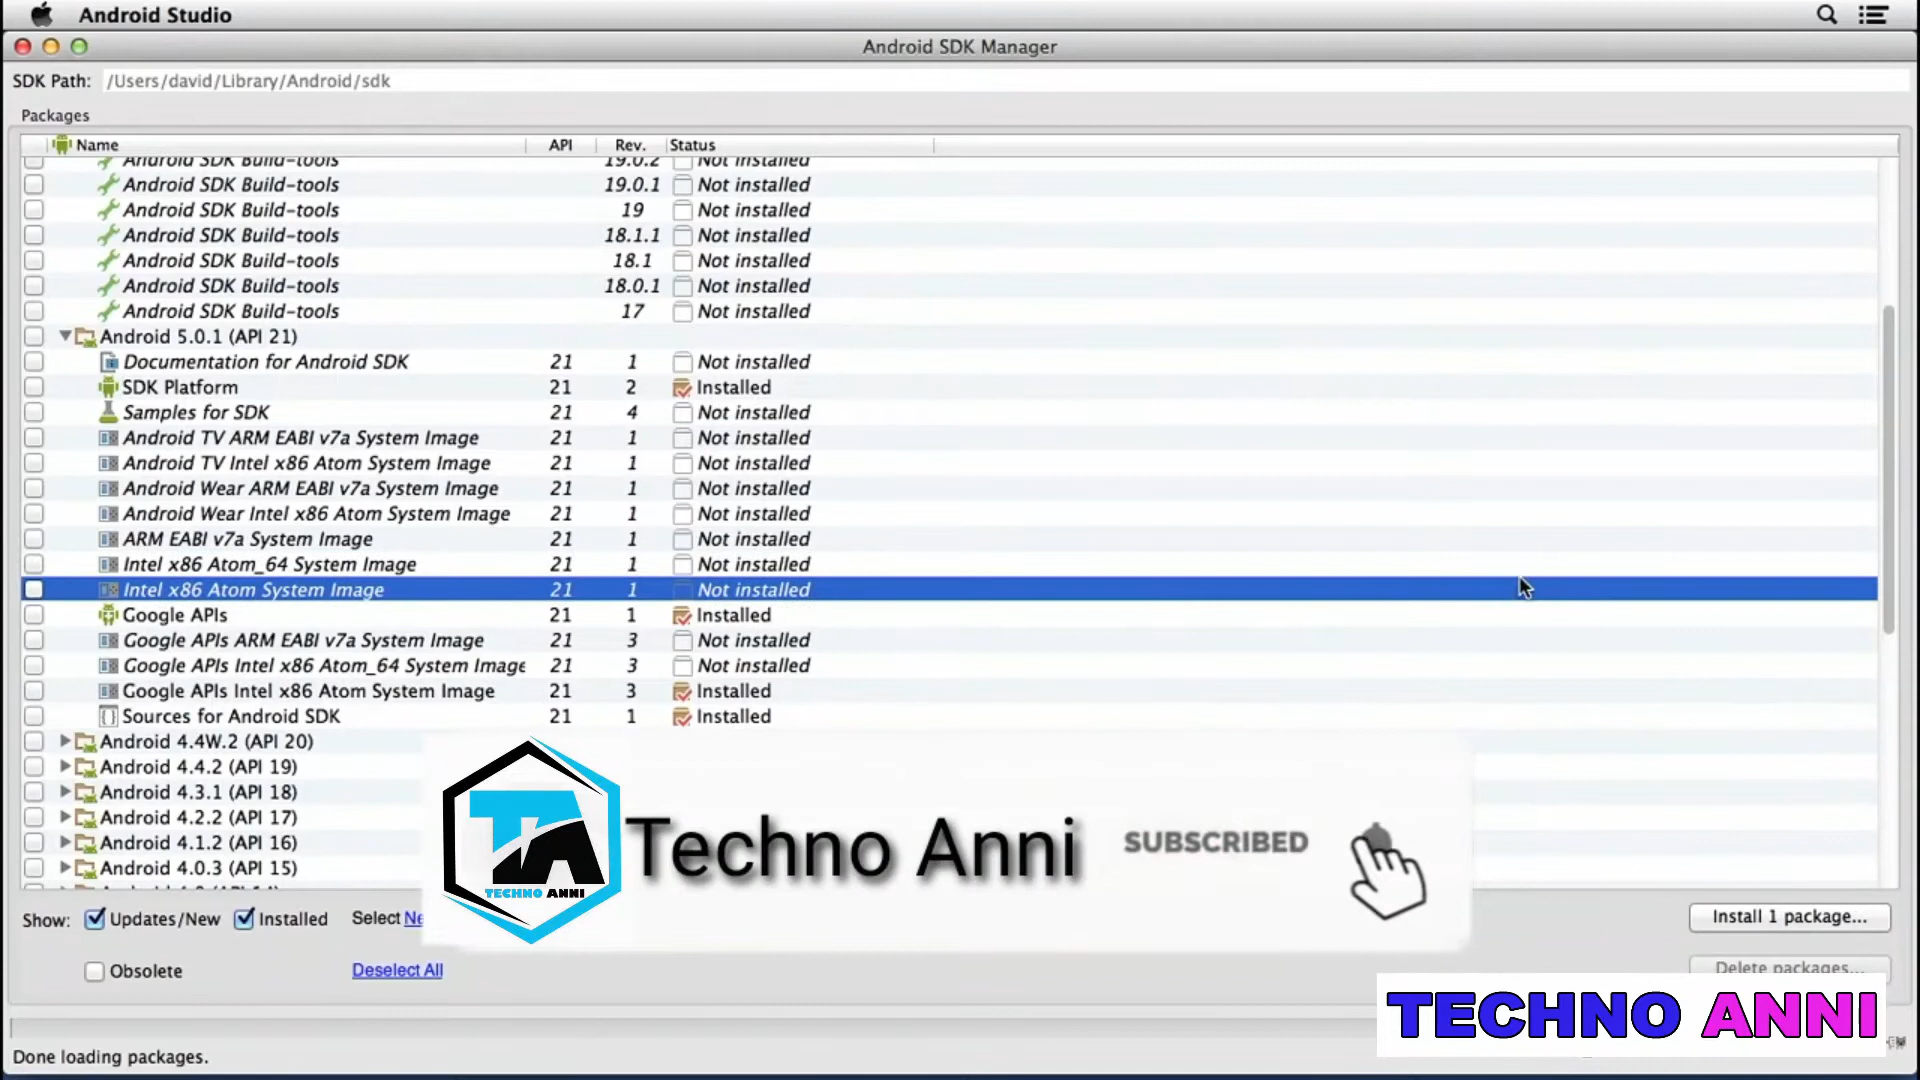 Android Studio
Android SDK Manager
SDK Path: /Users/david/Library/Android/sdk
Packages
Name API Rev. Status
Android SDK Build-tools 19.0.2 Not installed
Android SDK Build-tools 19.0.1 Not installed
Android SDK Build-tools 19 Not installed
Android SDK Build-tools 18.1.1 Not installed
Android SDK Build-tools 18.1 Not installed
Android SDK Build-tools 18.0.1 Not installed
Android SDK Build-tools 17 Not installed
Android 5.0.1 (API 21)
Documentation for Android SDK 21 1 Not installed
SDK Platform 21 2 Installed
Samples for SDK 21 4 Not installed
Android TV ARM EABI v7a System Image 21 1 Not installed
Android TV Intel x86 Atom System Image 21 1 Not installed
Android Wear ARM EABI v7a System Image 21 1 Not installed
Android Wear Intel x86 Atom System Image 21 1 Not installed
ARM EABI v7a System Image 21 1 Not installed
Intel x86 Atom_64 System Image 21 1 Not installed
Intel x86 Atom System Image 21 1 Not installed
Google APIs 21 1 Installed
Google APIs ARM EABI v7a System Image 21 3 Not installed
Google APIs Intel x86 Atom_64 System Image 21 3 Not installed
Google APIs Intel x86 Atom System Image 21 3 Installed
Sources for Android SDK 21 1 Installed
Android 4.4W.2 (API 20)
Android 4.4.2 (API 19)
Android 4.3.1 (API 18)
Android 4.2.2 (API 17)
Android 4.1.2 (API 16)
Android 4.0.3 (API 15)
TA
TECHNO ANNI
Techno Anni
SUBSCRIBED
Show: Updates/New Installed Select Ne
Install 1 package...
Obsolete Deselect All
Delete packages...
TECHNO ANNI
Done loading packages.